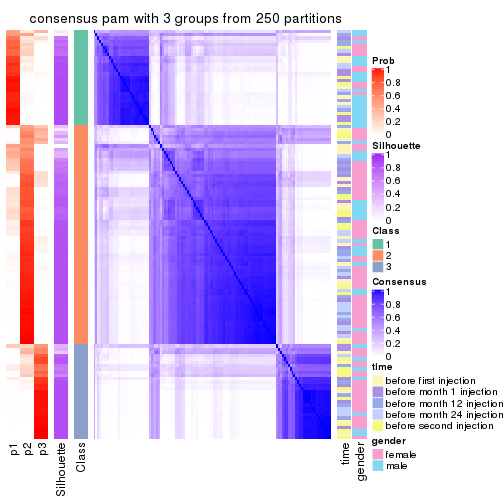 consensus pam with 3 groups from 250 partitions
Prob
1
0.8
0.6
0.4
0.2
0
Silhouette
1
0.8
0.6
0.4
0.2
0
Class
1
2
3
Consensus
1
0.8
0.6
0.4
0.2
0
time
before first injection
before month 1 injection
before month 12 injection
before month 24 injection
before second injection
gender
female
male
p1
p2
p3
Silhouette
Class
time
gender